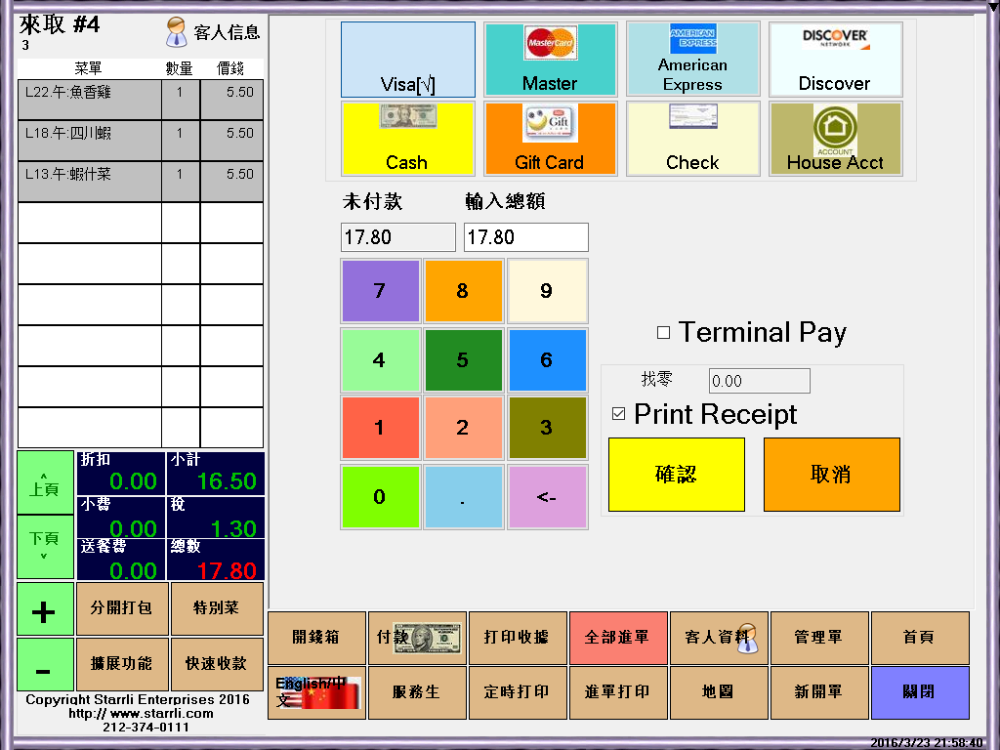 來取 #4
3
客人信息
菜單 數量 價錢
L22.午:魚香雞 1 5.50
L18.午:四川蝦 1 5.50
L13.午:蝦什菜 1 5.50
^
上頁
下頁
v
折扣 0.00
小計 16.50
小費 0.00
稅 1.30
送餐費 0.00
總數 17.80
+
分開打包
特別菜
-
擴展功能
快速收款
Copyright Starrli Enterprises 2016
http:// www.starrli.com
212-374-0111
Visa[√]
MasterCard
Master
AMERICAN
EXPRESS
American
Express
DISCOVER
NETWORK
Discover
Cash
Gift
Gift Card
Check
ACCOUNT
House Acct
未付款
輸入總額
17.80
17.80
7 8 9
4 5 6
1 2 3
0 . <-
Terminal Pay
找零 0.00
Print Receipt
確認
取消
開錢箱
付款
打印收據
全部進單
客人資料
管理單
首頁
English/中
文
服務生
定時打印
進單打印
地圖
新開單
關閉
2016/3/23 21:58:40